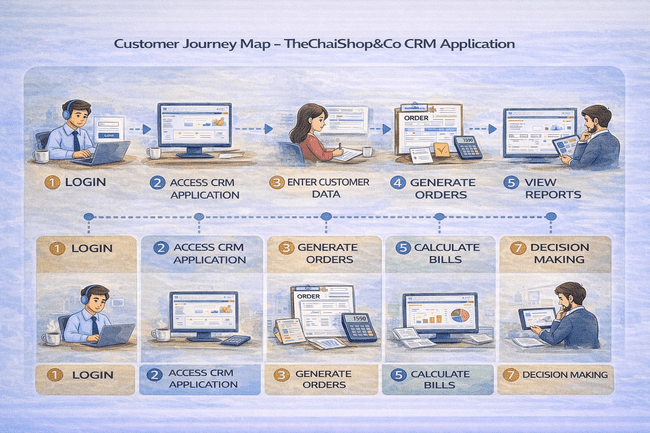 Customer Journey Map – TheChaiShop&Co CRM Application
ORDER
1 LOGIN
2 ACCESS CRM
APPLICATION
3 ENTER CUSTOMER
DATA
4 GENERATE
ORDERS
5 VIEW
REPORTS
1 LOGIN
2 ACCESS CRM
APPLICATION
3 GENERATE
ORDERS
5 CALCULATE
BILLS
7 DECISION
MAKING
ORDER
1 LOGIN
2 ACCESS CRM
APPLICATION
3 GENERATE
ORDERS
5 CALCULATE
BILLS
7 DECISION MAKING